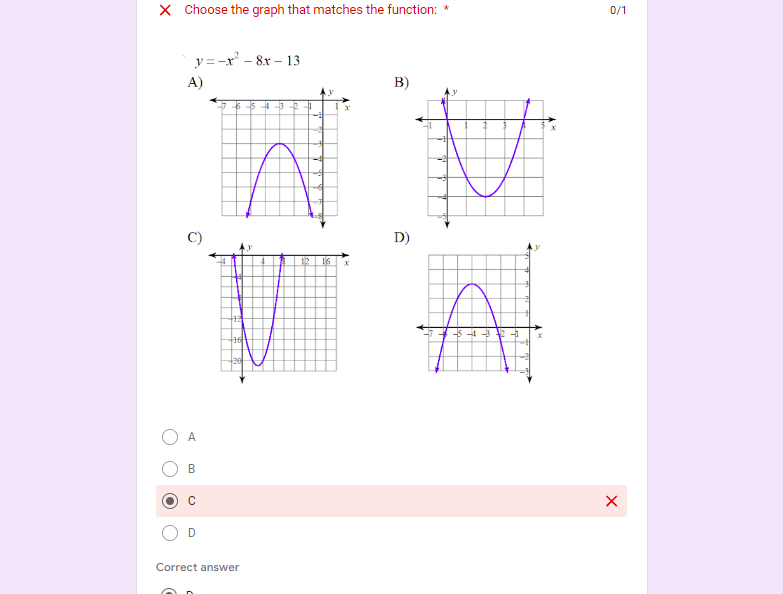 Choose the graph that matches the function: *
0/1
y = −x² − 8x − 13
A)
B)
y
−7 −6 −5 −4 −3 −2 −1 1 x
−1
−2
−3
−4
−5
−6
−7
−8
y
−1 1 2 3 4 5 x
−1
−2
−3
−4
−5
C)
D)
y
−4 4 8 12 16 x
−4
−8
−12
−16
−20
y
5
4
3
2
1
−7 −6 −5 −4 −3 −2 −1 x
−1
−2
−3
A
B
C
D
Correct answer
D